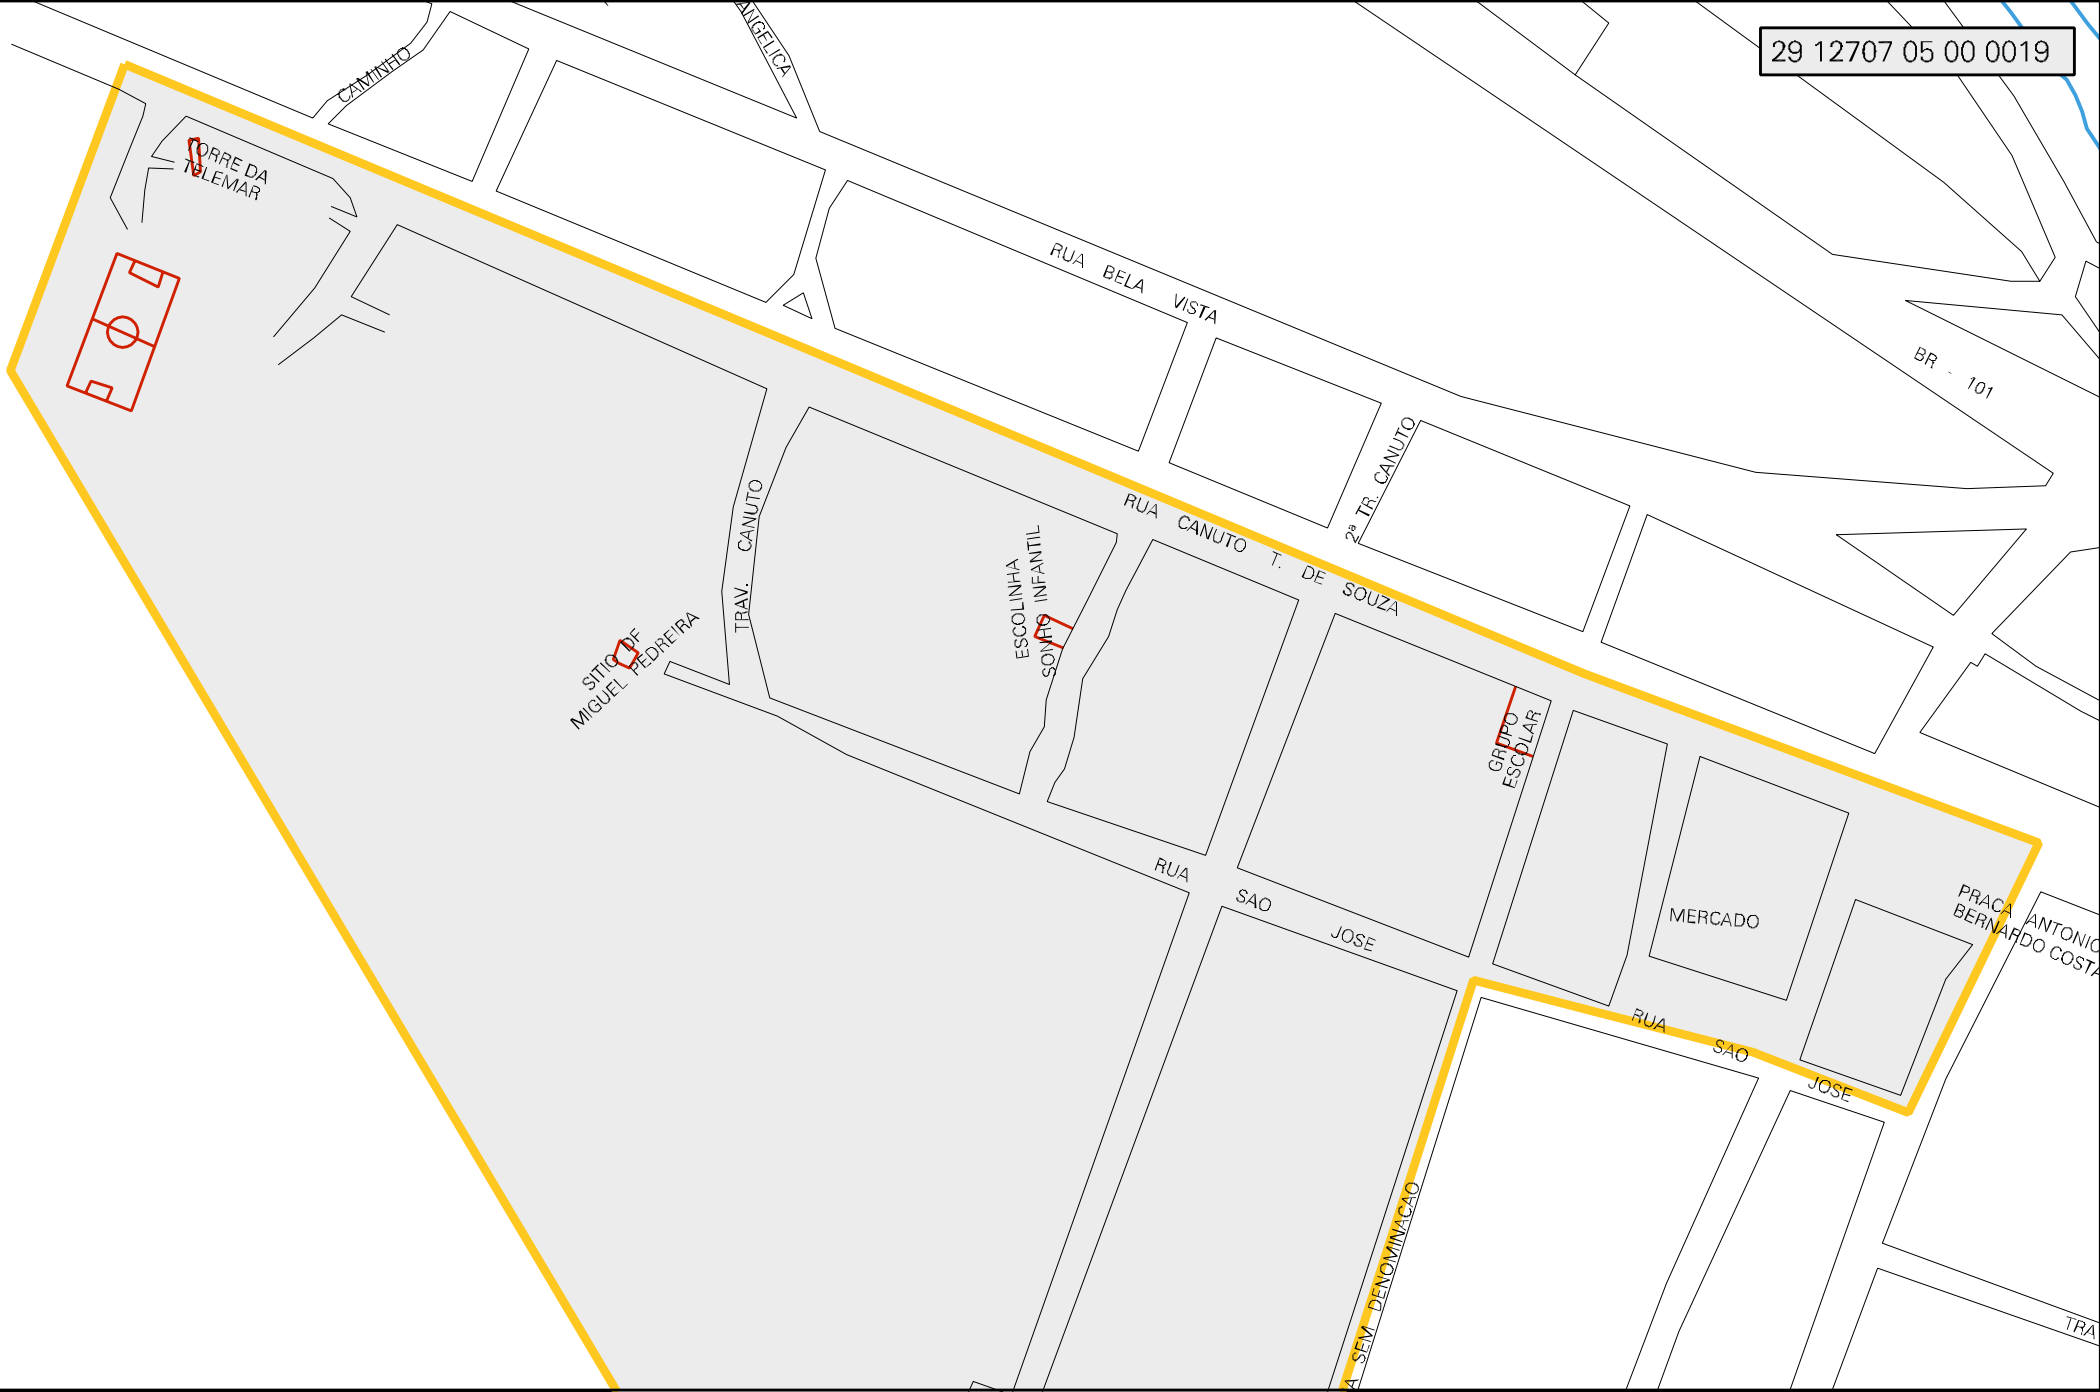 29 12707 05 00 0019
CAMINHO
ANGELICA
TORRE DA
TELEMAR
RUA BELA VISTA
BR - 101
2ª TR. CANUTO
RUA CANUTO T. DE SOUZA
TRAV. CANUTO
ESCOLINHA
SONHO INFANTIL
SITIO DE
MIGUEL PEDREIRA
GRUPO
ESCOLAR
MERCADO
PRACA ANTONIO
BERNARDO COSTA
RUA SAO JOSE
RUA SAO JOSE
A SEM DENOMINACAO
TRA